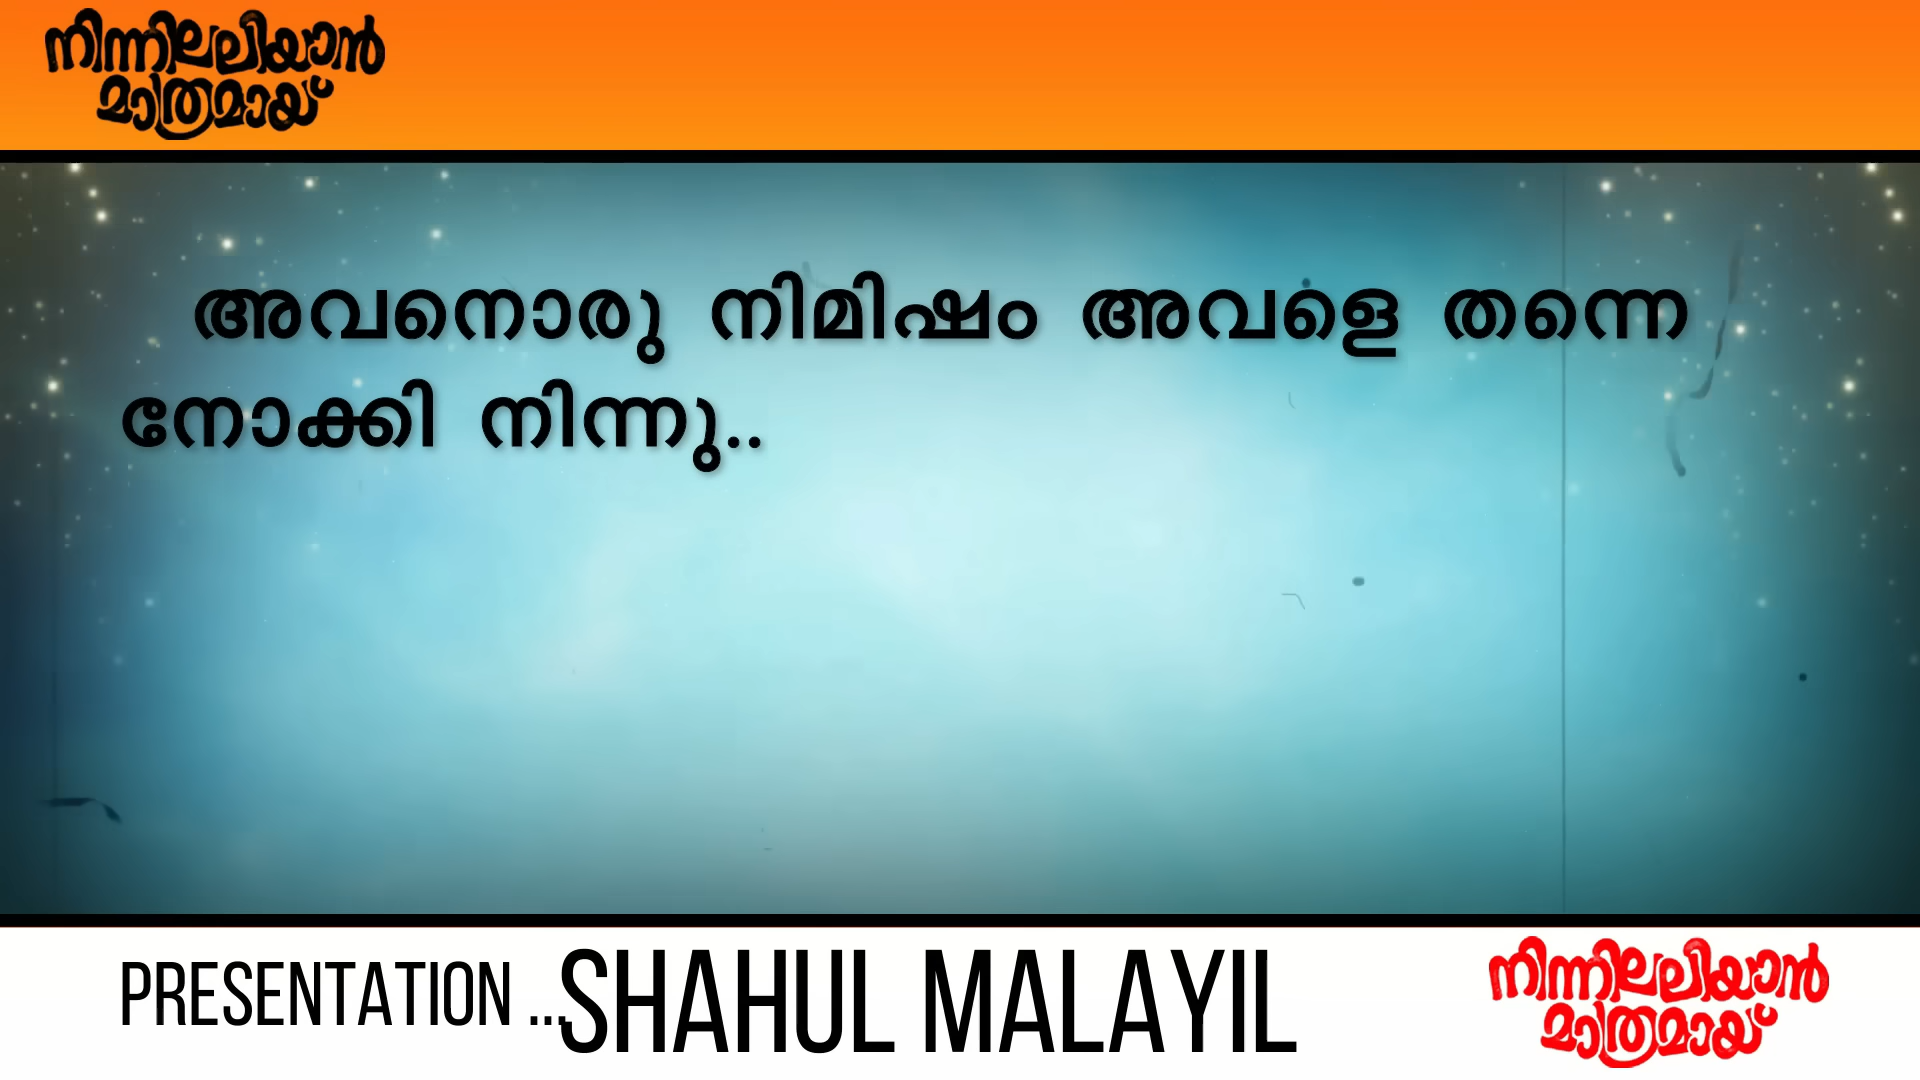 നിന്നിലലിയാൻ
മാത്രമായ്
അവനൊരു നിമിഷം അവളെ തന്നെ
നോക്കി നിന്നു..
PRESENTATION ... SHAHUL MALAYIL
നിന്നിലലിയാൻ
മാത്രമായ്